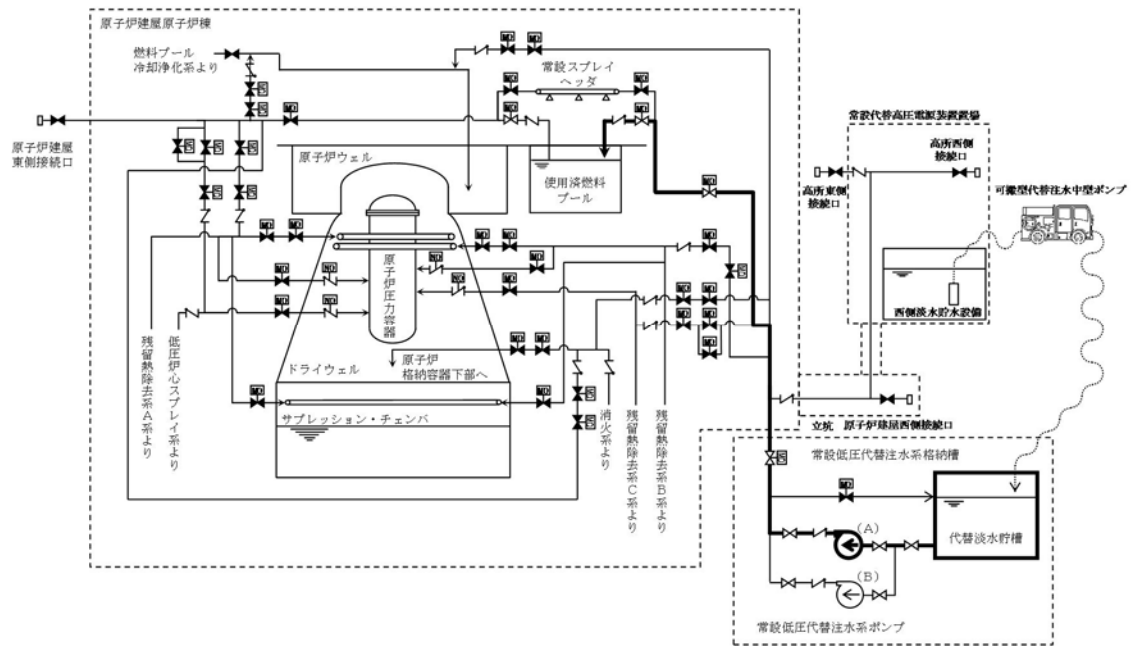 原子炉建屋原子炉棟
燃料プール
冷却浄化系より
常設スプレイ
ヘッダ
原子炉建屋
東側接続口
原子炉ウェル
使用済燃料
プール
常設代替高圧電源装置置場
高所西側
接続口
高所東側
接続口
可搬型代替注水中型ポンプ
西側淡水貯水設備
原子炉圧力容器
原子炉
格納容器下部へ
ドライウェル
サプレッション・チェンバ
残留熱除去系A系より
低圧炉心スプレイ系より
消火系より
残留熱除去系C系より
残留熱除去系B系より
立坑
原子炉建屋西側接続口
常設低圧代替注水系格納槽
(A)
代替淡水貯槽
(B)
常設低圧代替注水系ポンプ